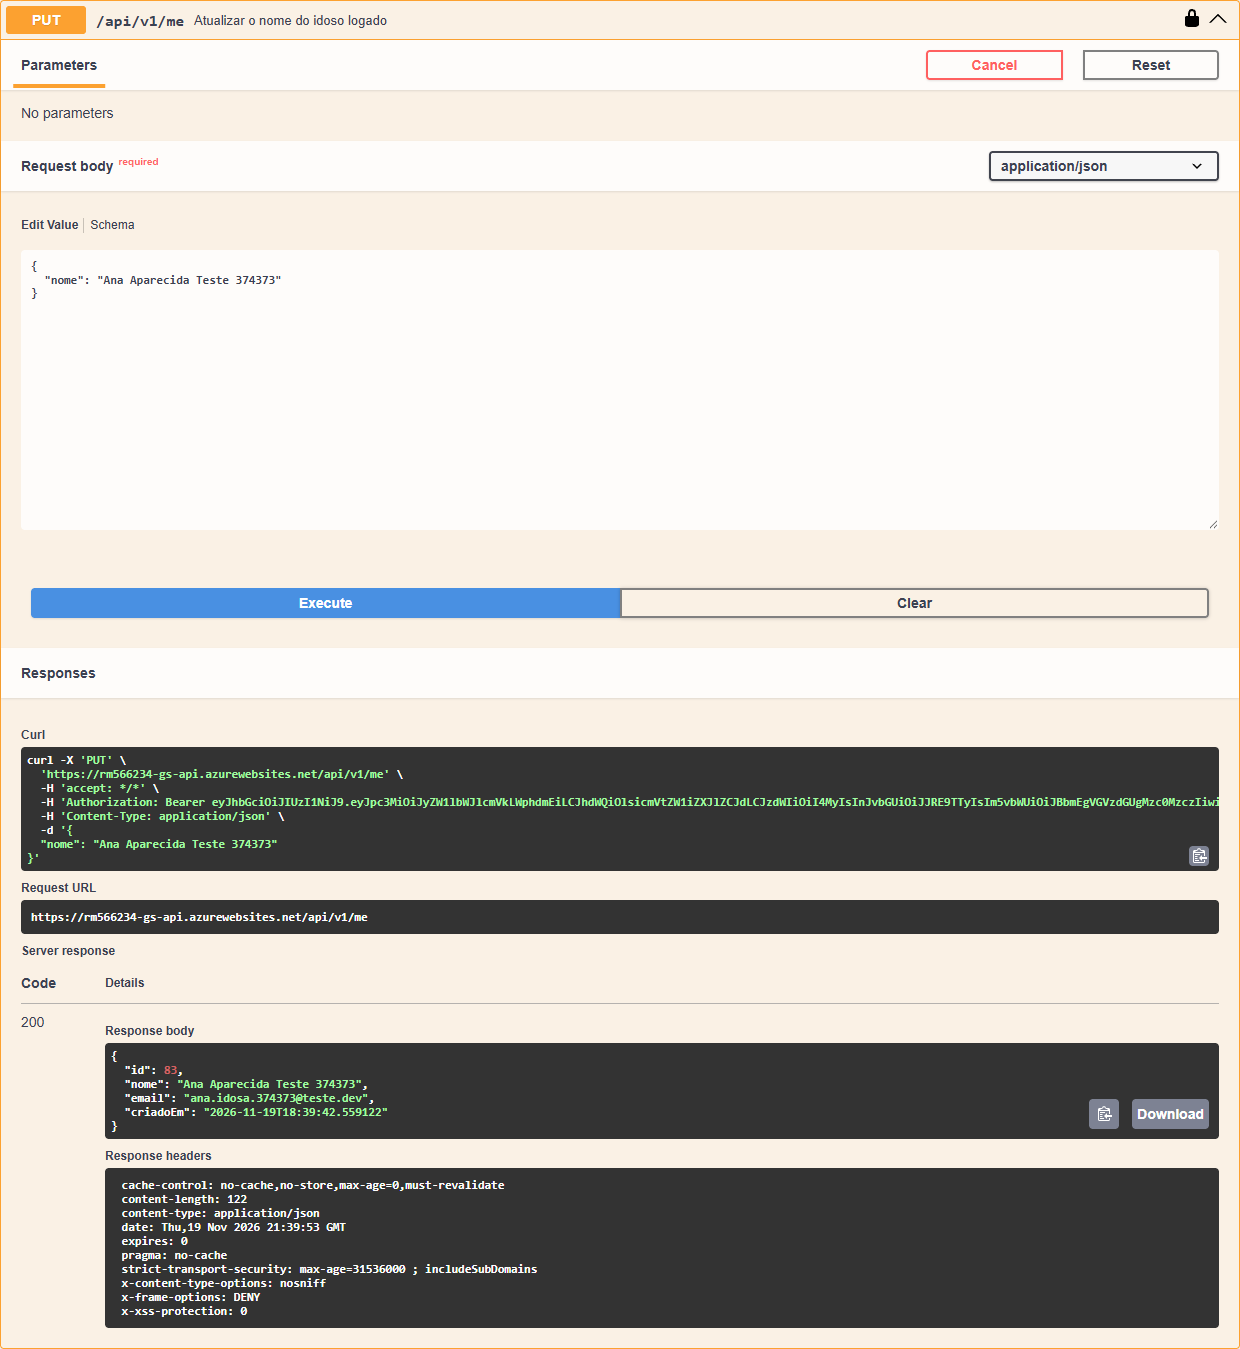 PUT /api/v1/me Atualizar o nome do idoso logado
Parameters
Cancel
Reset
No parameters
Request body required
application/json
Edit Value | Schema
{
  "nome": "Ana Aparecida Teste 374373"
}
Execute
Clear
Responses
Curl
curl -X 'PUT' \
  'https://rm566234-gs-api.azurewebsites.net/api/v1/me' \
  -H 'accept: */*' \
  -H 'Authorization: Bearer eyJhbGciOiJIUzI1NiJ9.eyJpc3MiOiJyZW1lbWJlcmVkLWphdmEiLCJhdWQiOlsicmVtZW1iZXJlZCJdLCJzdWIiOiI4MyIsInJvbGUiOiJJRE9TTyIsIm5vbWUiOiJBbmEgVGVzdGUgMzc0MzczIiwi
  -H 'Content-Type: application/json' \
  -d '{
  "nome": "Ana Aparecida Teste 374373"
}'
Request URL
https://rm566234-gs-api.azurewebsites.net/api/v1/me
Server response
Code Details
200
Response body
{
  "id": 83,
  "nome": "Ana Aparecida Teste 374373",
  "email": "ana.idosa.374373@teste.dev",
  "criadoEm": "2026-11-19T18:39:42.559122"
}
Download
Response headers
cache-control: no-cache,no-store,max-age=0,must-revalidate
content-length: 122
content-type: application/json
date: Thu,19 Nov 2026 21:39:53 GMT
expires: 0
pragma: no-cache
strict-transport-security: max-age=31536000 ; includeSubDomains
x-content-type-options: nosniff
x-frame-options: DENY
x-xss-protection: 0